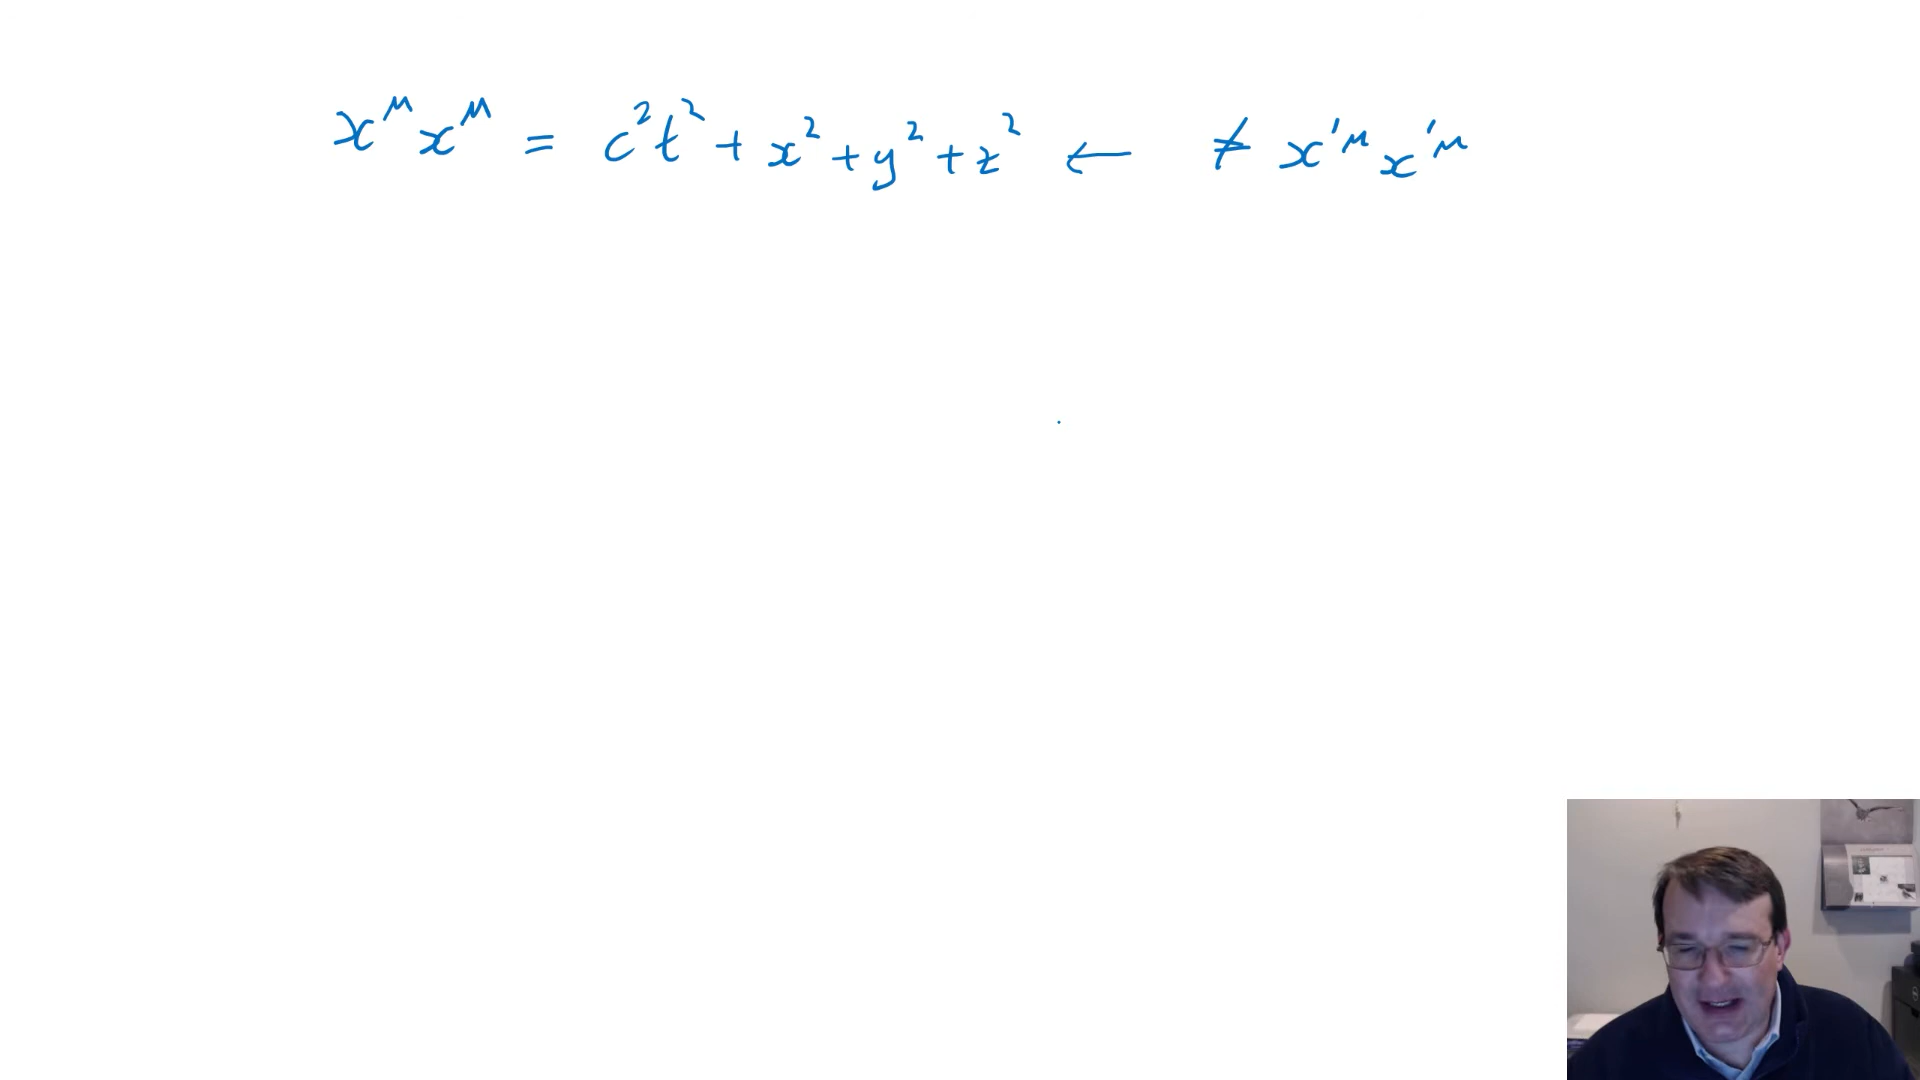 x^μ x^μ = c²t² + x² + y² + z² ← ≠ x'^μ x'^μ